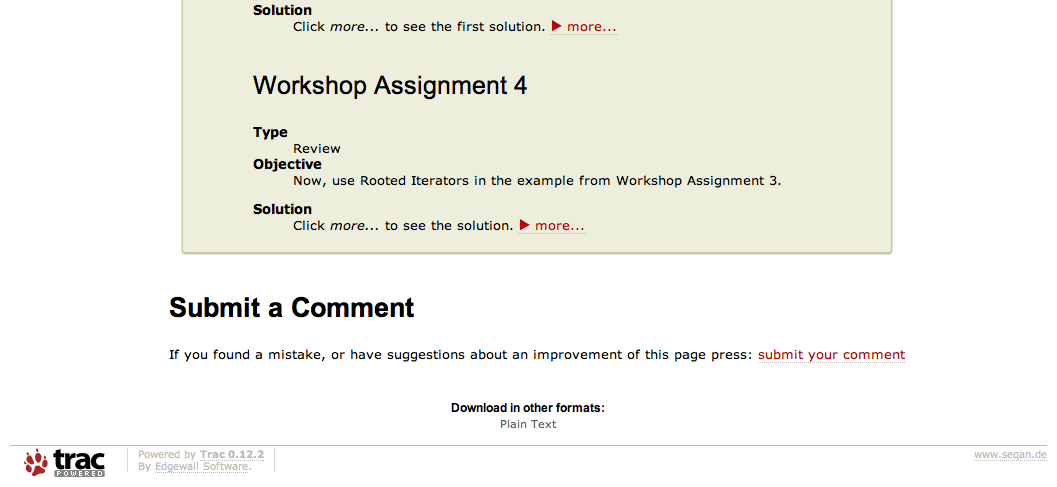 Solution
Click more... to see the first solution. ▶ more...
Workshop Assignment 4
Type
Review
Objective
Now, use Rooted Iterators in the example from Workshop Assignment 3.
Solution
Click more... to see the solution. ▶ more...
Submit a Comment
If you found a mistake, or have suggestions about an improvement of this page press: submit your comment
Download in other formats:
Plain Text
trac
POWERED
Powered by Trac 0.12.2
By Edgewall Software.
www.seqan.de